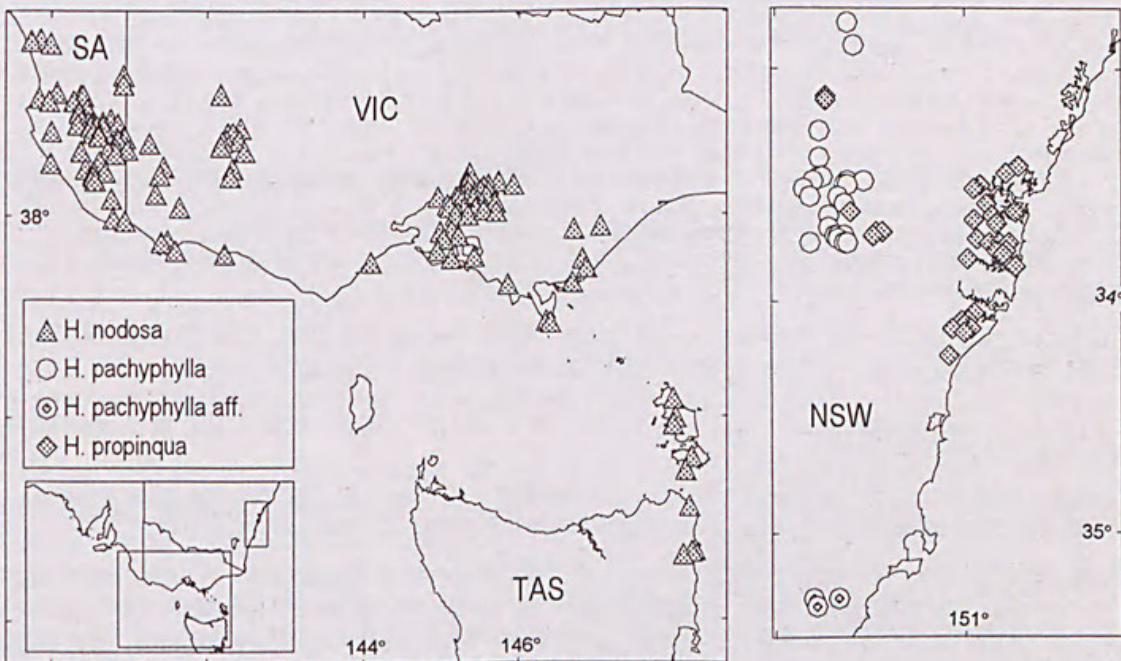 SA
VIC
38°
H. nodosa
H. pachyphylla
H. pachyphylla aff.
H. propinqua
TAS
144°
146°
34°
NSW
35°
151°